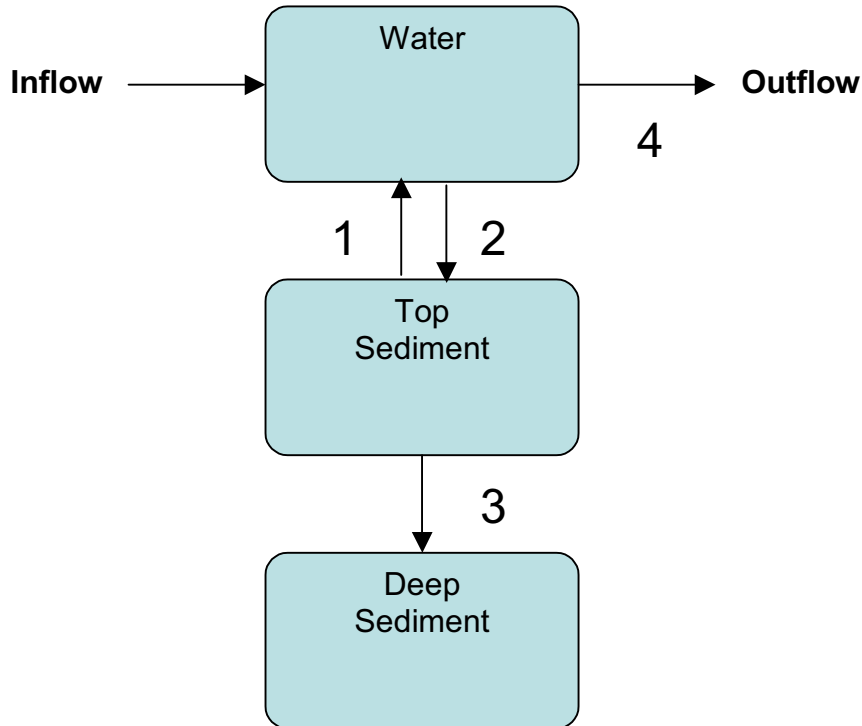 Water
Inflow
Outflow
4
1
2
Top
Sediment
3
Deep
Sediment